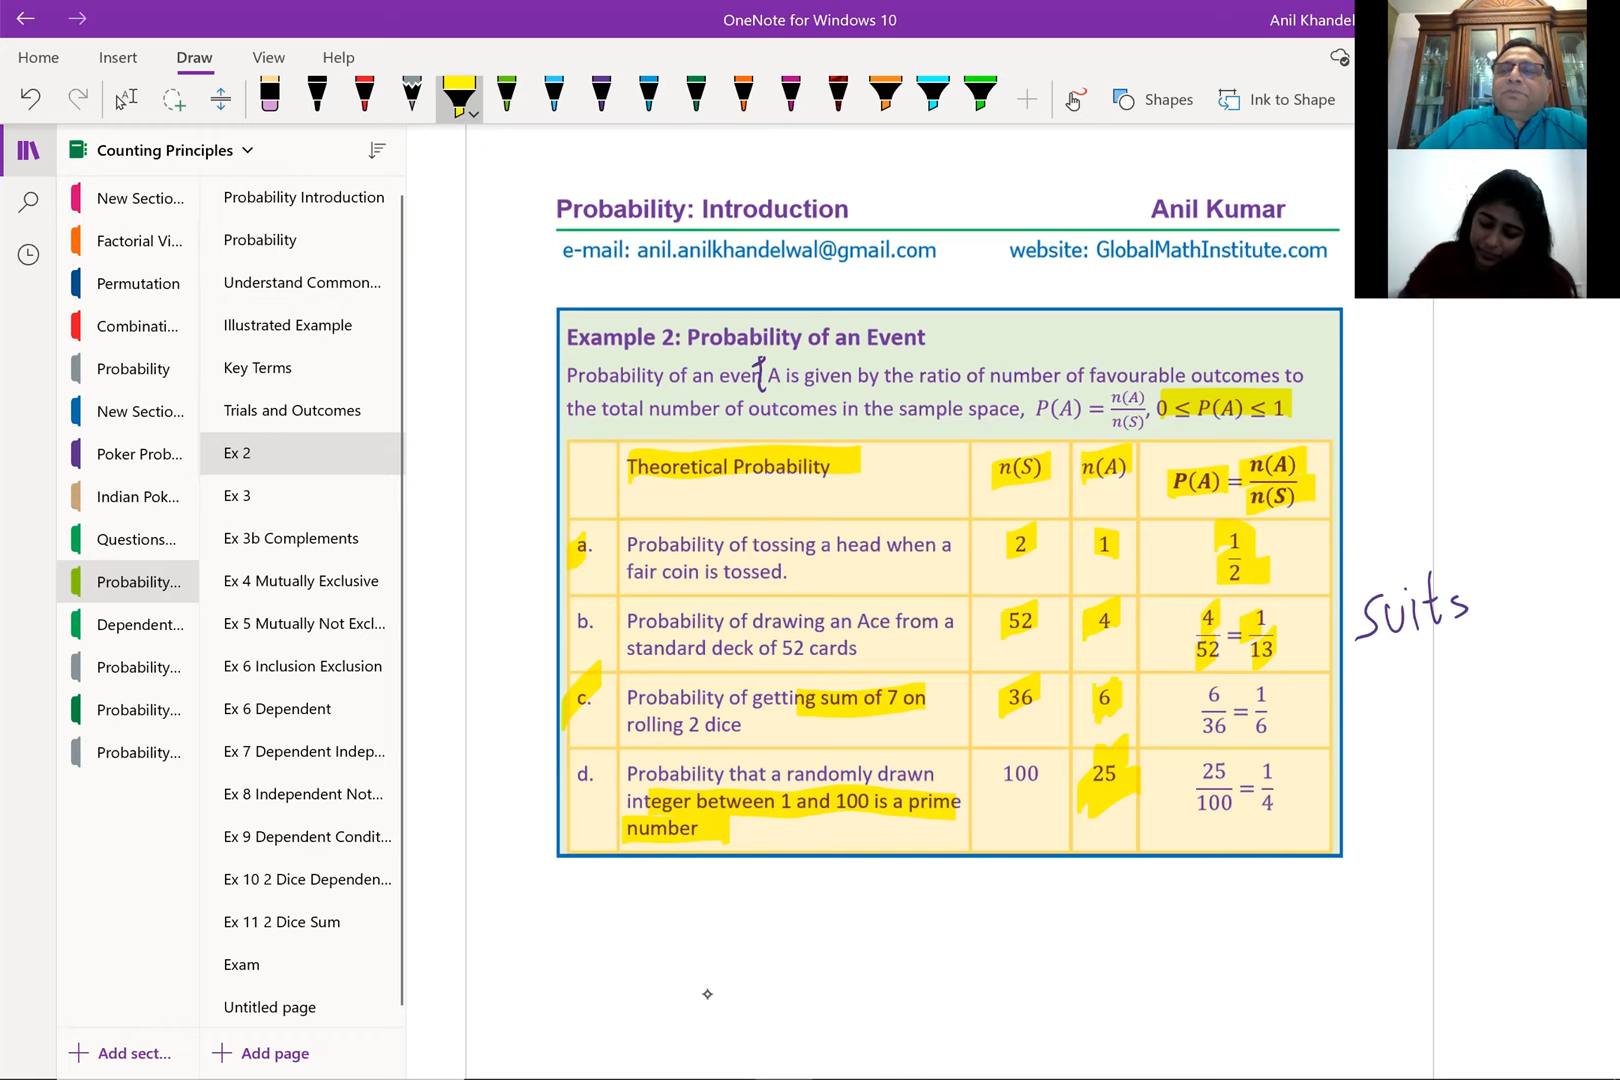 OneNote for Windows 10
Anil Khandel
Home Insert Draw View Help
Shapes Ink to Shape
Counting Principles
New Sectio...
Factorial Vi...
Permutation
Combinati...
Probability
New Sectio...
Poker Prob...
Indian Pok...
Questions...
Probability...
Dependent...
Probability...
Probability...
Probability...
Add sect...
Probability Introduction
Probability
Understand Common...
Illustrated Example
Key Terms
Trials and Outcomes
Ex 2
Ex 3
Ex 3b Complements
Ex 4 Mutually Exclusive
Ex 5 Mutually Not Excl...
Ex 6 Inclusion Exclusion
Ex 6 Dependent
Ex 7 Dependent Indep...
Ex 8 Independent Not...
Ex 9 Dependent Condit...
Ex 10 2 Dice Dependen...
Ex 11 2 Dice Sum
Exam
Untitled page
Add page
Probability: Introduction Anil Kumar
e-mail: anil.anilkhandelwal@gmail.com website: GlobalMathInstitute.com
Example 2: Probability of an Event
Probability of an event A is given by the ratio of number of favourable outcomes to
the total number of outcomes in the sample space, P(A) = n(A)/n(S), 0 ≤ P(A) ≤ 1
Theoretical Probability n(S) n(A) P(A) = n(A)/n(S)
a. Probability of tossing a head when a 2 1 1/2
fair coin is tossed.
b. Probability of drawing an Ace from a 52 4 4/52 = 1/13
standard deck of 52 cards
suits
c. Probability of getting sum of 7 on 36 6 6/36 = 1/6
rolling 2 dice
d. Probability that a randomly drawn 100 25 25/100 = 1/4
integer between 1 and 100 is a prime
number